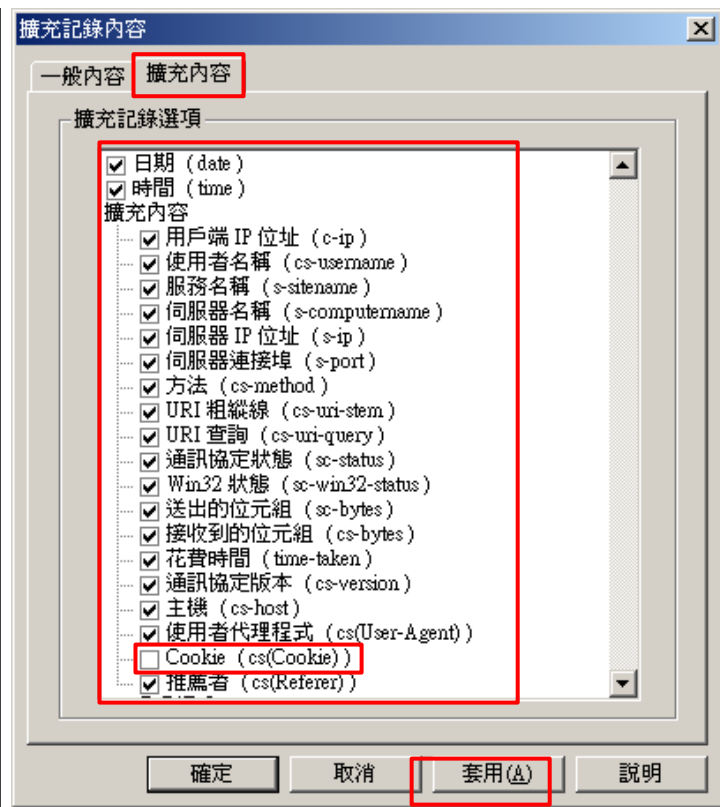 擴充記錄內容
一般內容 擴充內容
擴充記錄選項
日期 ( date )
時間 ( time )
擴充內容
用戶端 IP 位址 ( c-ip )
使用者名稱 ( cs-username )
服務名稱 ( s-sitename )
伺服器名稱 ( s-computername )
伺服器 IP 位址 ( s-ip )
伺服器連接埠 ( s-port )
方法 ( cs-method )
URI 粗縱線 ( cs-uri-stem )
URI 查詢 ( cs-uri-query )
通訊協定狀態 ( sc-status )
Win32 狀態 ( sc-win32-status )
送出的位元組 ( sc-bytes )
接收到的位元組 ( cs-bytes )
花費時間 ( time-taken )
通訊協定版本 ( cs-version )
主機 ( cs-host )
使用者代理程式 ( cs(User-Agent) )
Cookie ( cs(Cookie) )
推薦者 ( cs(Referer) )
確定 取消 套用(A) 說明